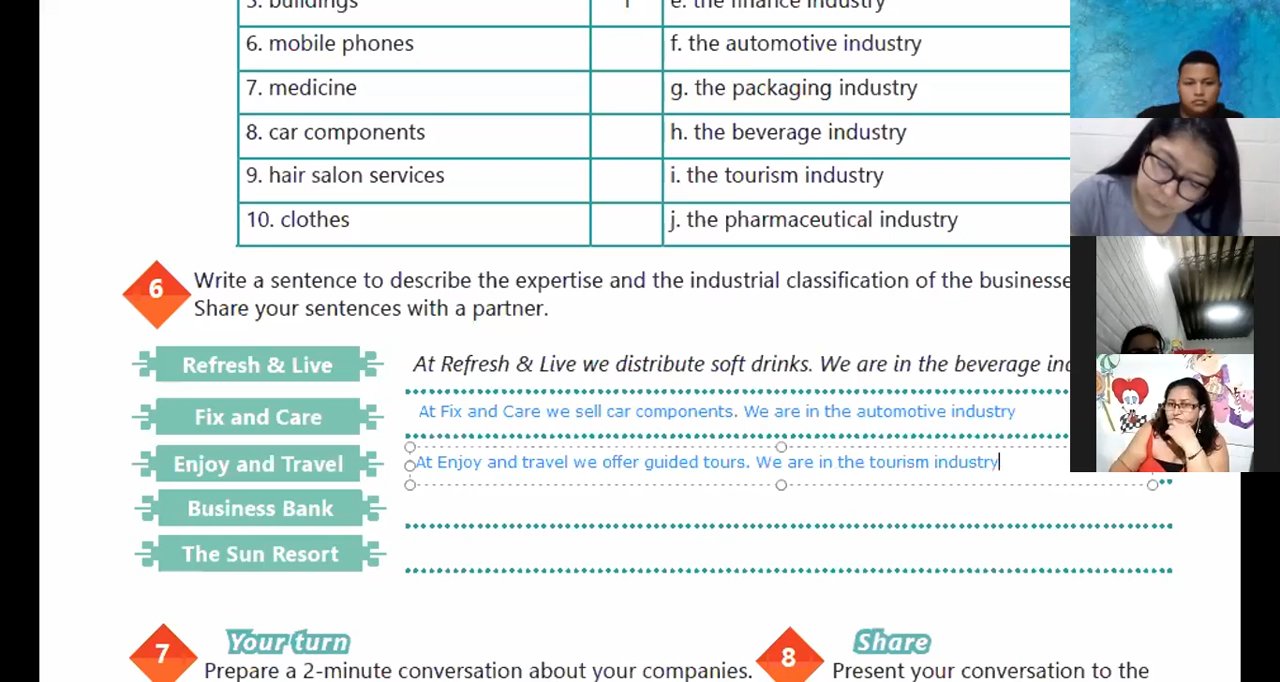 5. buildings
e. the finance industry
6. mobile phones
f. the automotive industry
7. medicine
g. the packaging industry
8. car components
h. the beverage industry
9. hair salon services
i. the tourism industry
10. clothes
j. the pharmaceutical industry
6
Write a sentence to describe the expertise and the industrial classification of the businesse
Share your sentences with a partner.
Refresh & Live
At Refresh & Live we distribute soft drinks. We are in the beverage ind
Fix and Care
At Fix and Care we sell car components. We are in the automotive industry
Enjoy and Travel
At Enjoy and travel we offer guided tours. We are in the tourism industry
Business Bank
The Sun Resort
7
Your turn
Prepare a 2-minute conversation about your companies.
8
Share
Present your conversation to the